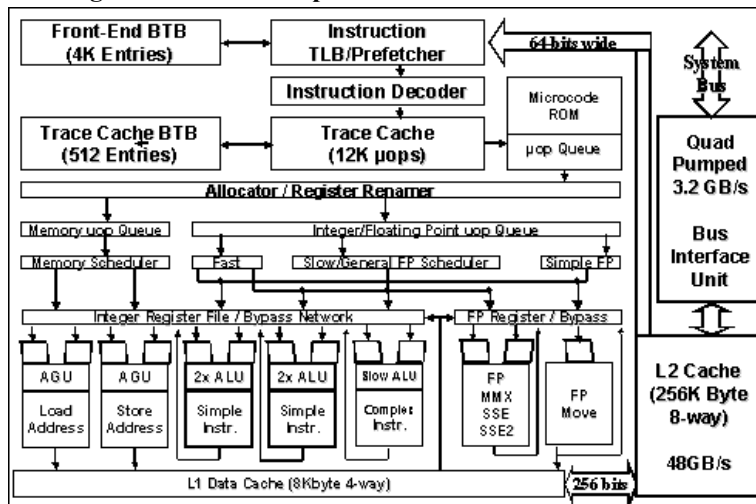 Front-End BTB
(4K Entries)
Instruction
TLB/Prefetcher
64-bits wide
System
Bus
Instruction Decoder
Microcode
ROM
Trace Cache BTB
(512 Entries)
Trace Cache
(12K µops)
µop Queue
Quad
Pumped
3.2 GB/s
Bus
Interface
Unit
Allocator / Register Renamer
Memory uop Queue
Integer/Floating Point uop Queue
Memory Scheduler
Fast
Slow/General FP Scheduler
Simple FP
Integer Register File / Bypass Network
FP Register / Bypass
AGU
AGU
2x ALU
2x ALU
Slow ALU
Load
Address
Store
Address
Simple
Instr.
Simple
Instr.
Complex
Instr.
FP
MMX
SSE
SSE2
FP
Move
L2 Cache
(256K Byte
8-way)
48GB/s
L1 Data Cache (8Kbyte 4-way)
256 bits